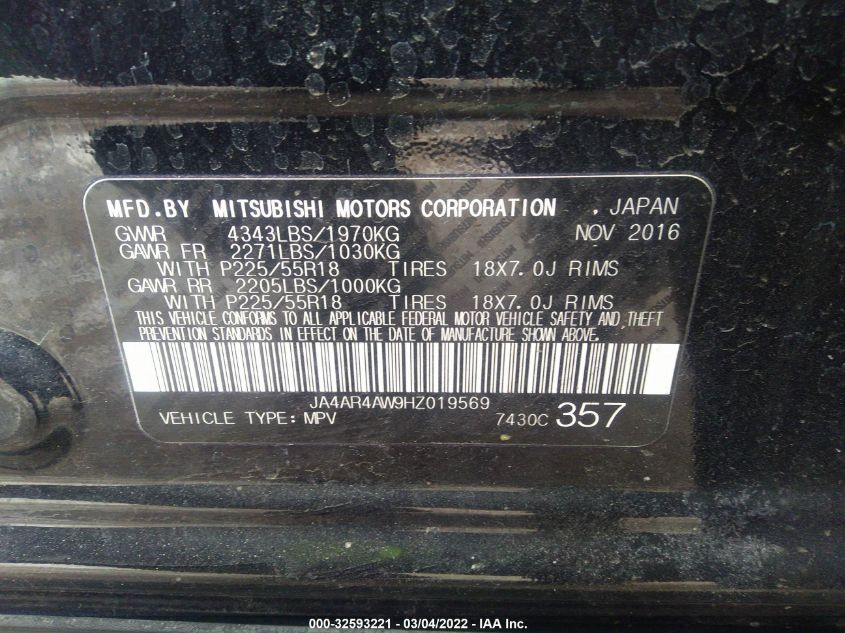 MFD.BY MITSUBISHI MOTORS CORPORATION , JAPAN
GVWR 4343LBS/1970KG NOV 2016
GAWR FR 2271LBS/1030KG
WITH P225/55R18 TIRES 18X7.0J RIMS
GAWR RR 2205LBS/1000KG
WITH P225/55R18 TIRES 18X7.0J RIMS
THIS VEHICLE CONFORMS TO ALL APPLICABLE FEDERAL MOTOR VEHICLE SAFETY AND THEFT
PREVENTION STANDARDS IN EFFECT ON THE DATE OF MANUFACTURE SHOWN ABOVE.
JA4AR4AW9HZ019569
VEHICLE TYPE: MPV 7430C 357
000-32593221 - 03/04/2022 - IAA Inc.